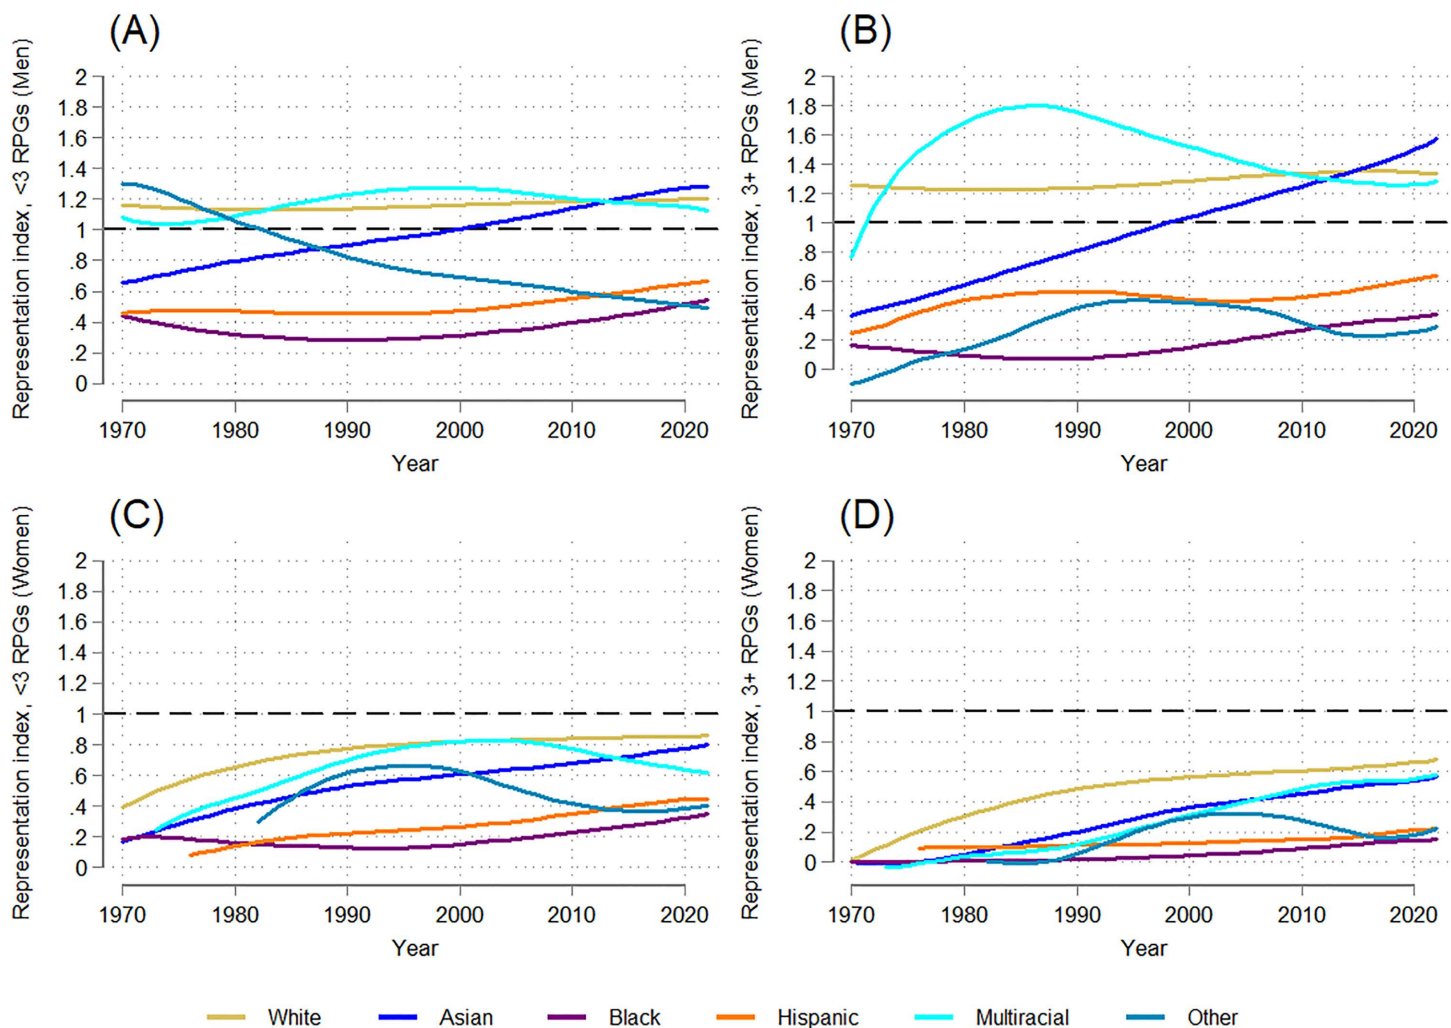 (A)
Representation index, <3 RPGs (Men)
2
1.8
1.6
1.4
1.2
1
.8
.6
.4
.2
0
1970 1980 1990 2000 2010 2020
Year
(B)
Representation index, 3+ RPGs (Men)
2
1.8
1.6
1.4
1.2
1
.8
.6
.4
.2
0
1970 1980 1990 2000 2010 2020
Year
(C)
Representation index, <3 RPGs (Women)
2
1.8
1.6
1.4
1.2
1
.8
.6
.4
.2
0
1970 1980 1990 2000 2010 2020
Year
(D)
Representation index, 3+ RPGs (Women)
2
1.8
1.6
1.4
1.2
1
.8
.6
.4
.2
0
1970 1980 1990 2000 2010 2020
Year
White Asian Black Hispanic Multiracial Other